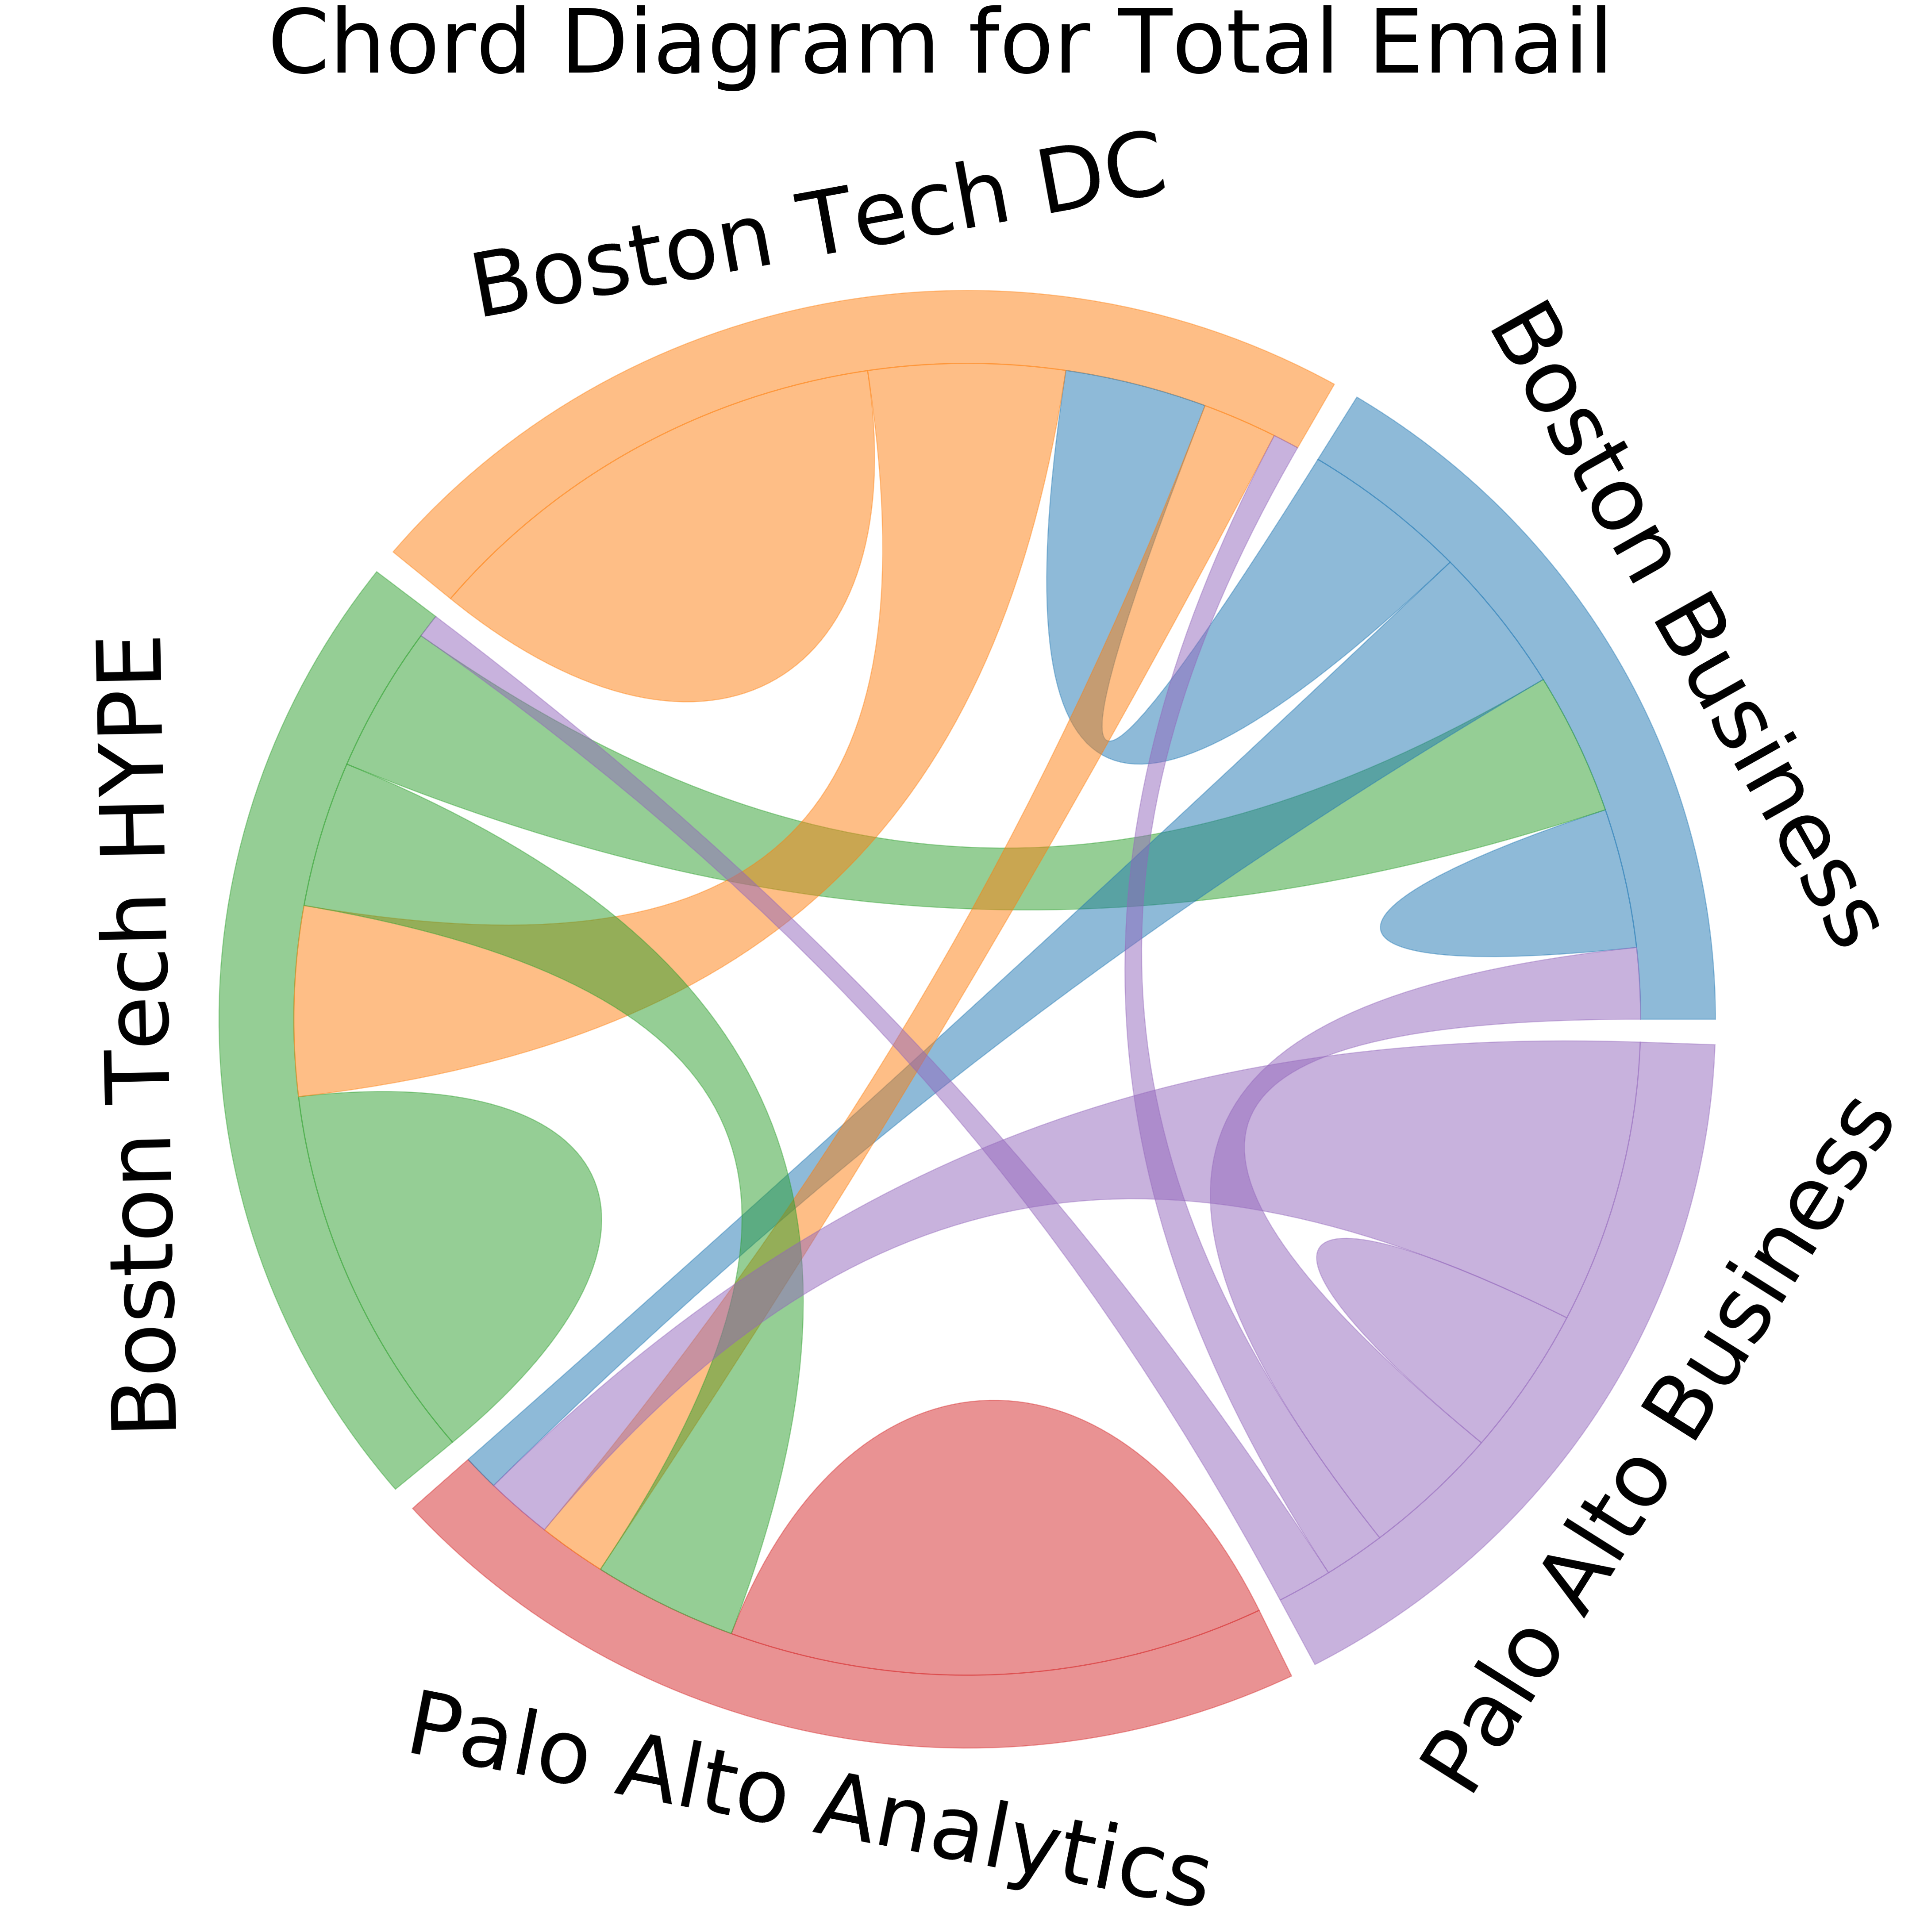 Chord Diagram for Total Email
Boston Tech DC
Boston Business
Boston Tech HYPE
Palo Alto Business
Palo Alto Analytics